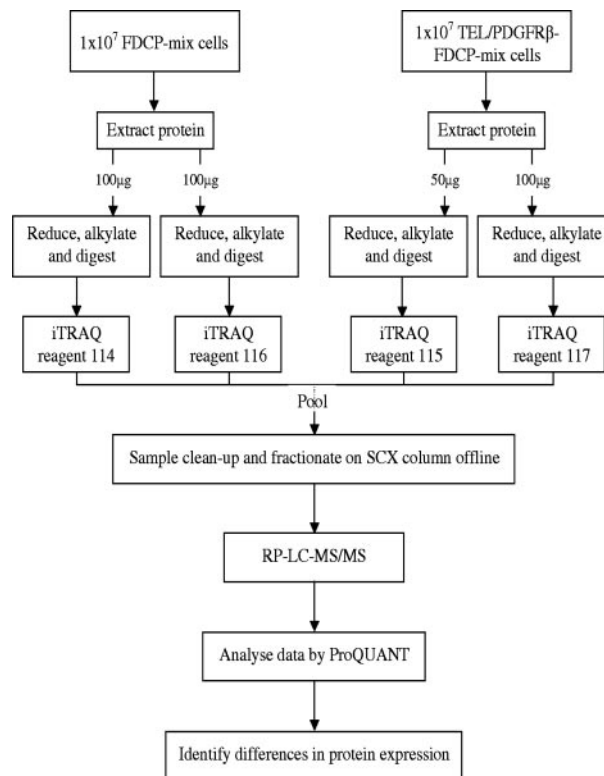 1x10⁷ FDCP-mix cells
1x10⁷ TEL/PDGFRβ-
FDCP-mix cells
Extract protein
Extract protein
100µg
100µg
50µg
100µg
Reduce, alkylate
and digest
Reduce, alkylate
and digest
Reduce, alkylate
and digest
Reduce, alkylate
and digest
iTRAQ
reagent 114
iTRAQ
reagent 116
iTRAQ
reagent 115
iTRAQ
reagent 117
Pool
Sample clean-up and fractionate on SCX column offline
RP-LC-MS/MS
Analyse data by ProQUANT
Identify differences in protein expression